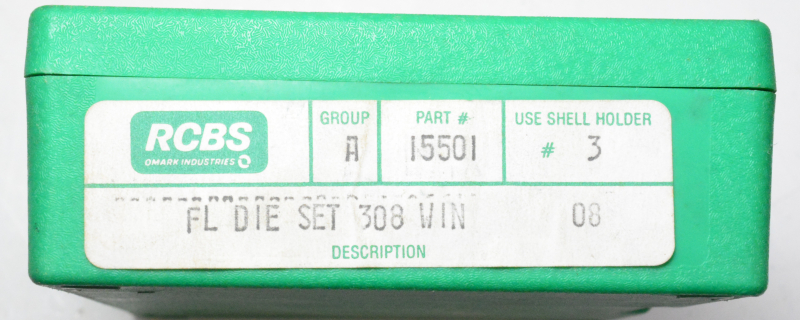 RCBS
OMARK INDUSTRIES
GROUP
A
PART #
15501
USE SHELL HOLDER
# 3
FL DIE SET 308 WIN 08
DESCRIPTION